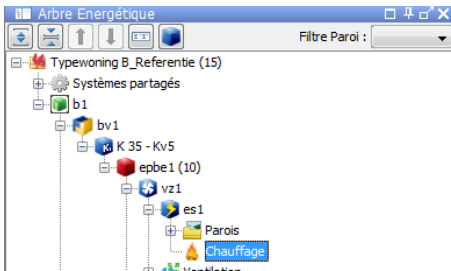 Arbre Energétique
Filtre Paroi :
Typewoning B_Referentie (15)
Systèmes partagés
b1
bv1
K 35 - Kv5
epbe1 (10)
vz1
es1
Parois
Chauffage
Ventilation